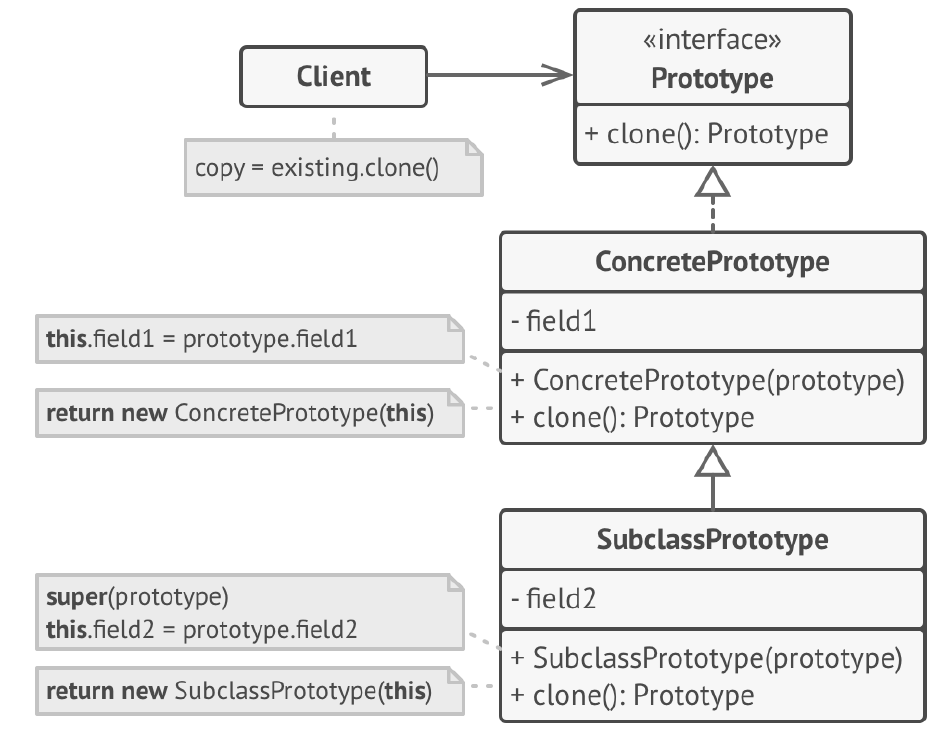 «interface»
Prototype
+ clone(): Prototype
Client
copy = existing.clone()
ConcretePrototype
- field1
+ ConcretePrototype(prototype)
+ clone(): Prototype
this.field1 = prototype.field1
return new ConcretePrototype(this)
SubclassPrototype
- field2
+ SubclassPrototype(prototype)
+ clone(): Prototype
super(prototype)
this.field2 = prototype.field2
return new SubclassPrototype(this)